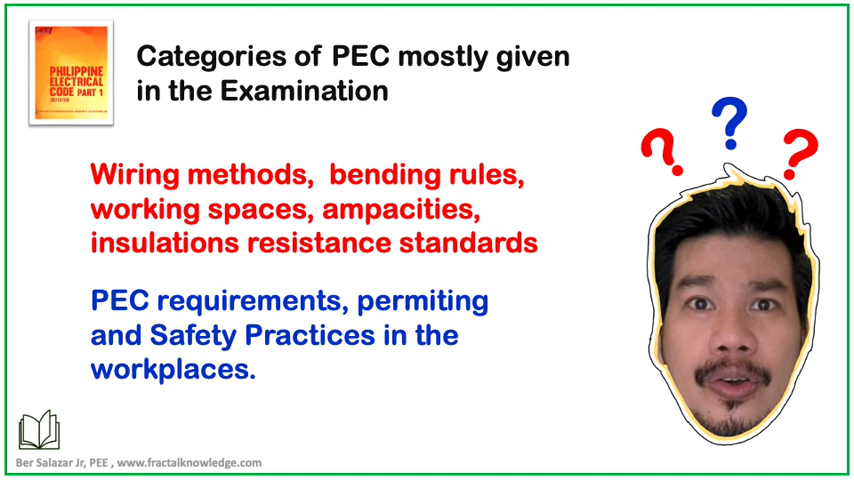 PHILIPPINE
ELECTRICAL
CODE PART 1
Categories of PEC mostly given
in the Examination
? ? ?
Wiring methods,  bending rules,
working spaces, ampacities,
insulations resistance standards
PEC requirements, permiting
and Safety Practices in the
workplaces.
Ber Salazar Jr, PEE , www.fractalknowledge.com